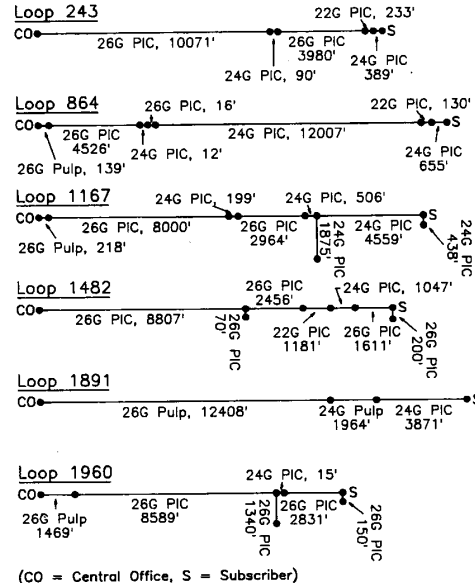 Loop 243
22G PIC, 233'
CO
S
26G PIC, 10071'
26G PIC
3980'
24G PIC, 90'
24G PIC
389'
Loop 864
26G PIC, 16'
22G PIC, 130'
CO
S
26G PIC
4526'
24G PIC, 12007'
26G Pulp, 139'
24G PIC, 12'
24G PIC
655'
Loop 1167
24G PIC, 199'
24G PIC, 506'
CO
S
26G PIC, 8000'
26G PIC
2964'
24G PIC
1875'
24G PIC
4559'
24G PIC
438'
26G Pulp, 218'
Loop 1482
26G PIC
2456'
24G PIC, 1047'
CO
S
26G PIC, 8807'
26G PIC
70'
22G PIC
1181'
26G PIC
1611'
26G PIC
200'
Loop 1891
CO
S
26G Pulp, 12408'
24G Pulp
1964'
24G PIC
3871'
Loop 1960
24G PIC, 15'
CO
S
26G Pulp
1469'
26G PIC
8589'
26G PIC
1340'
26G PIC
2831'
26G PIC
150'
(CO = Central Office, S = Subscriber)